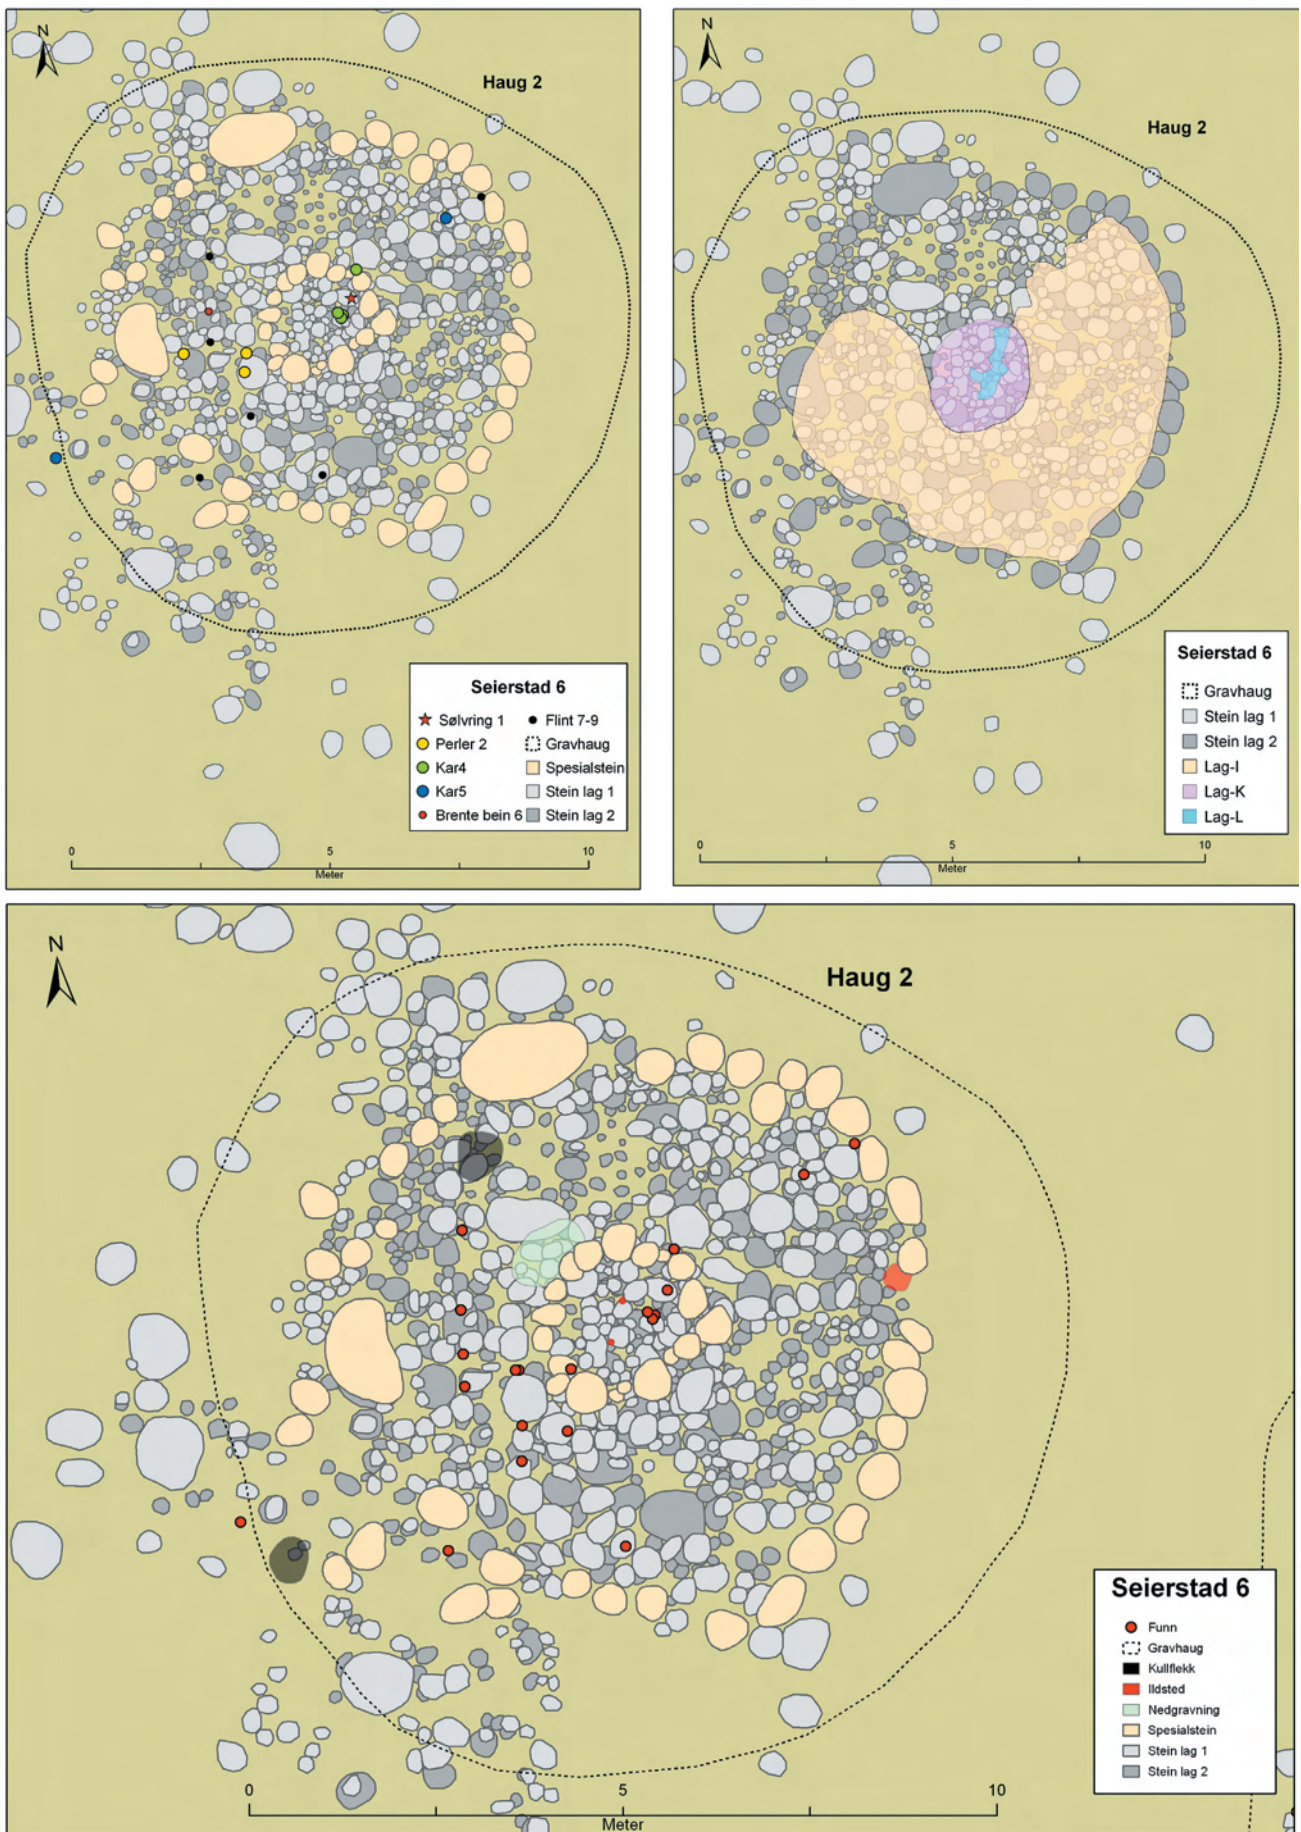 N
Haug 2
Seierstad 6
Sølvring 1
Flint 7-9
Perler 2
Gravhaug
Kar4
Spesialstein
Kar5
Stein lag 1
Brente bein 6
Stein lag 2
0 5 10
Meter
N
Haug 2
Seierstad 6
Gravhaug
Stein lag 1
Stein lag 2
Lag-I
Lag-K
Lag-L
0 5 10
Meter
N
Haug 2
Seierstad 6
Funn
Gravhaug
Kullflekk
Ildsted
Nedgravning
Spesialstein
Stein lag 1
Stein lag 2
0 5 10
Meter